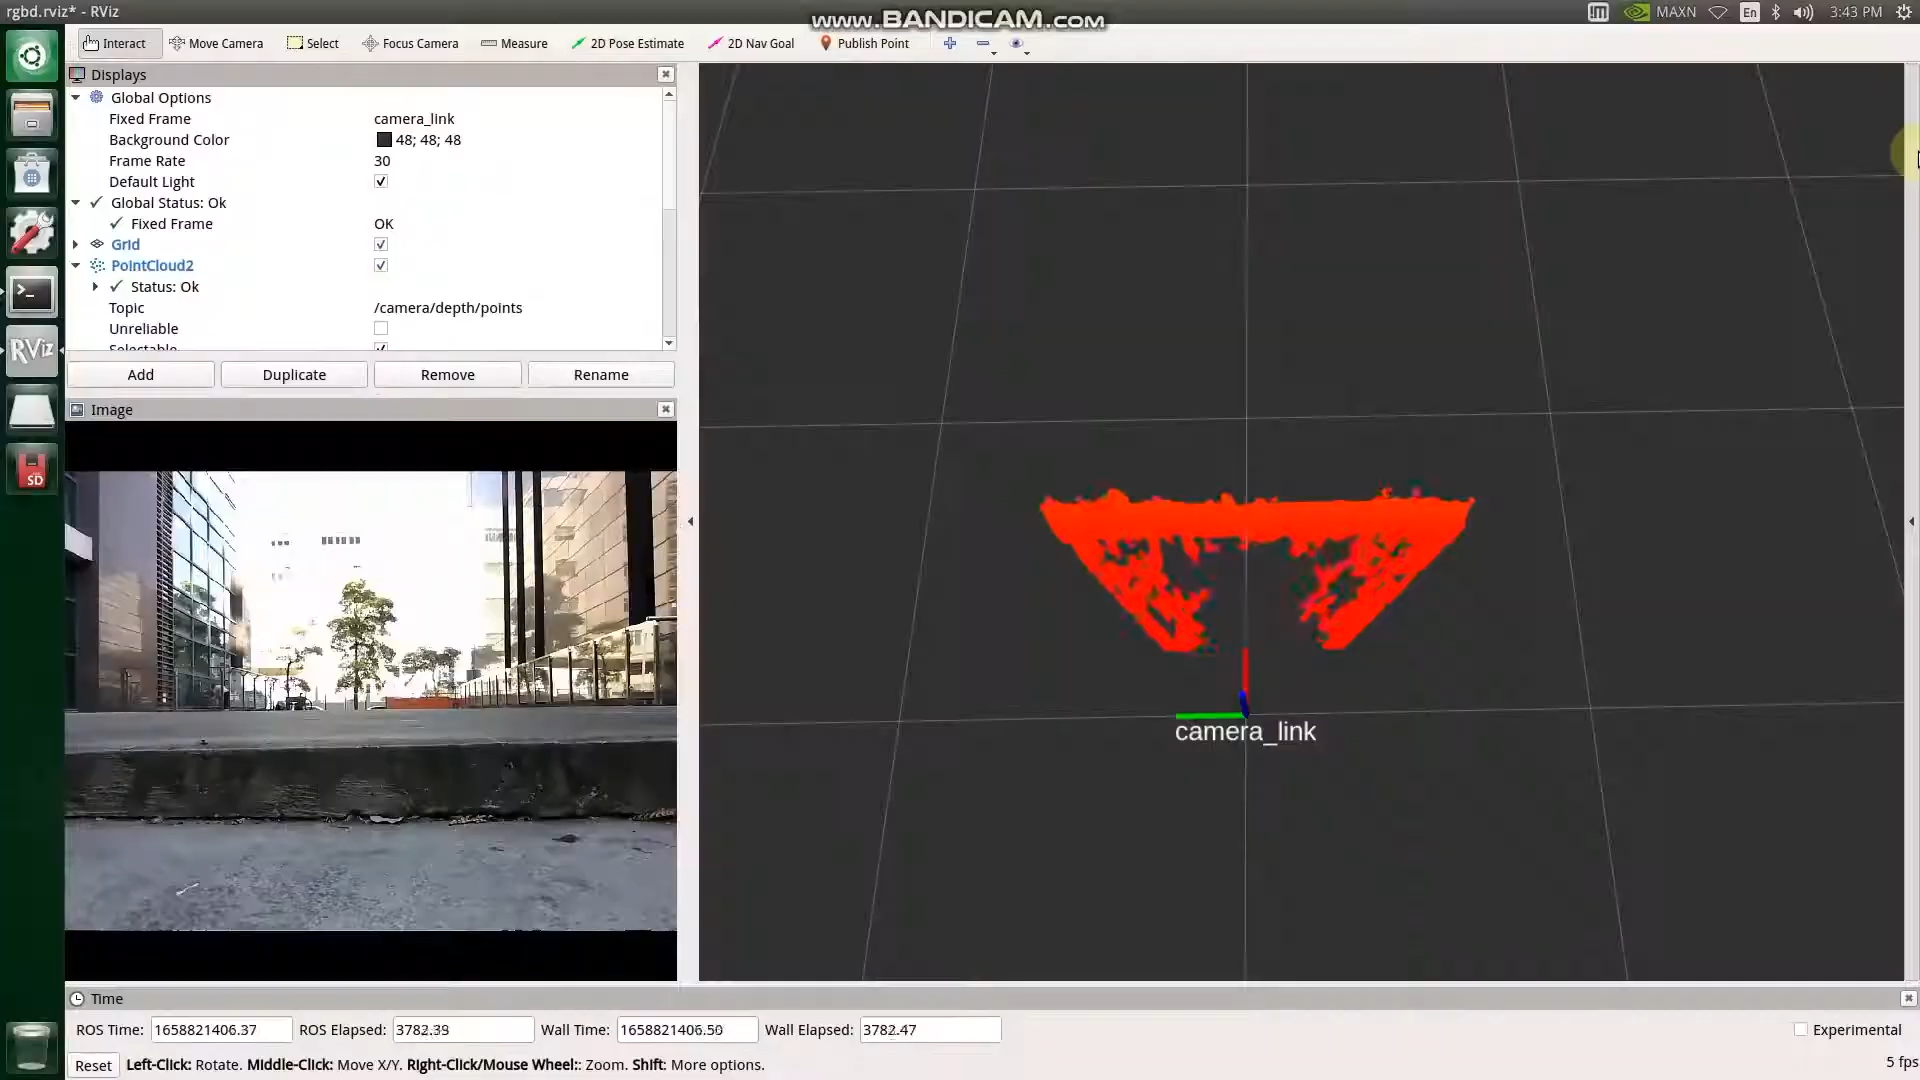 rgbd.rviz* - RViz
www.BANDICAM.com
MAXN
En
3:43 PM
Interact
Move Camera
Select
Focus Camera
Measure
2D Pose Estimate
2D Nav Goal
Publish Point
Displays
Global Options
Fixed Frame camera_link
Background Color 48; 48; 48
Frame Rate 30
Default Light
Global Status: Ok
Fixed Frame OK
Grid
PointCloud2
Status: Ok
Topic /camera/depth/points
Unreliable
Selectable
Add
Duplicate
Remove
Rename
RViz
Image
SD
camera_link
Time
ROS Time: 1658821406.37 ROS Elapsed: 3782.39 Wall Time: 1658821406.50 Wall Elapsed: 3782.47
Experimental
Reset
Left-Click: Rotate. Middle-Click: Move X/Y. Right-Click/Mouse Wheel:: Zoom. Shift: More options.
5 fps